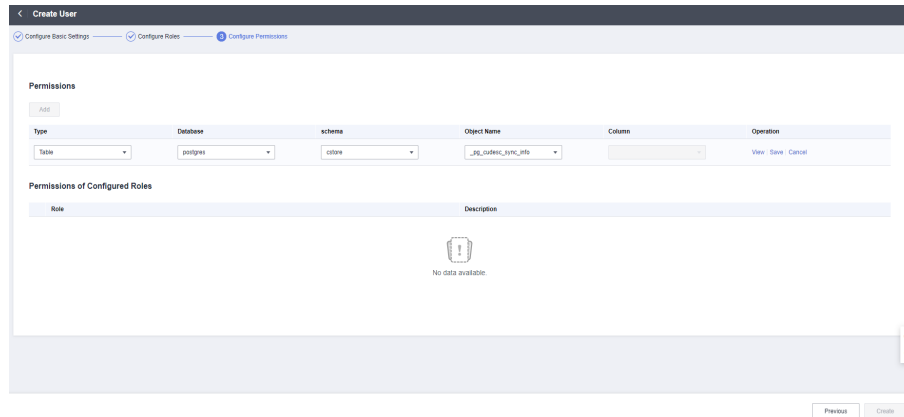 Create User
Configure Basic Settings Configure Roles 3 Configure Permissions
Permissions
Add
Type Database schema Object Name Column Operation
Table postgres cstore _pg_cudesc_sync_info View Save Cancel
Permissions of Configured Roles
Role Description
No data available.
Previous Create